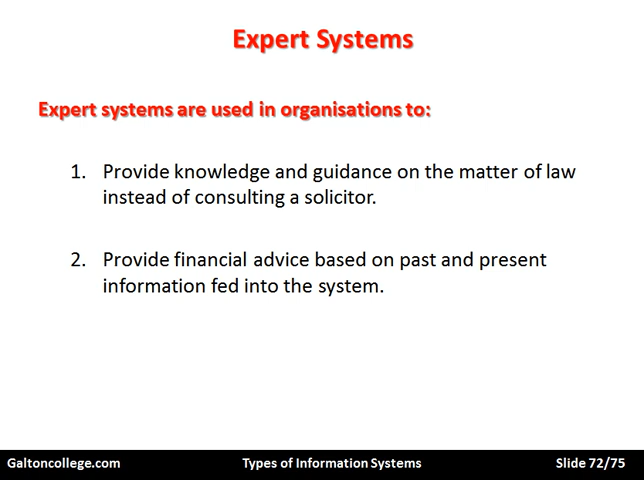 Expert Systems
Expert systems are used in organisations to:
1. Provide knowledge and guidance on the matter of law
instead of consulting a solicitor.
2. Provide financial advice based on past and present
information fed into the system.
Galtoncollege.com Types of Information Systems Slide 72/75